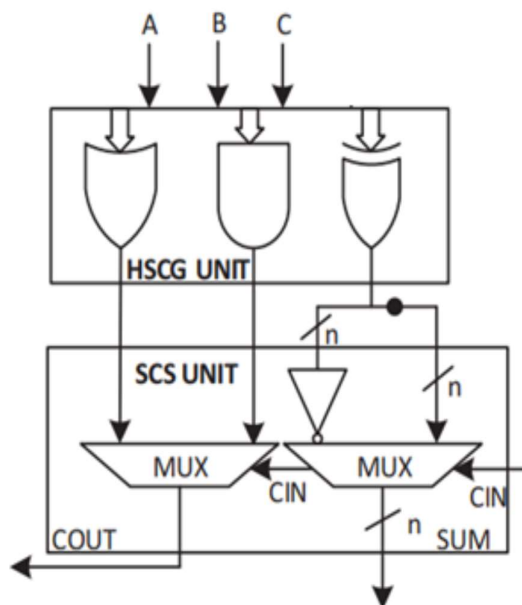 A B C
HSCG UNIT
n
SCS UNIT
n
MUX MUX
CIN CIN
n
COUT SUM